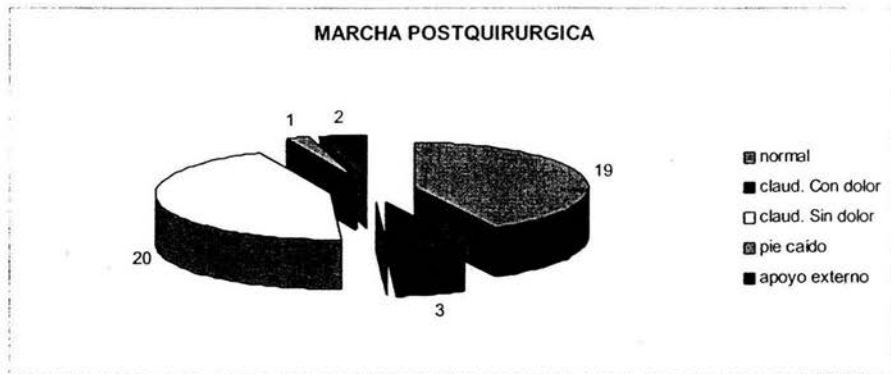 MARCHA POSTQUIRURGICA
1
2
19
20
3
normal
claud. Con dolor
claud. Sin dolor
pie caído
apoyo externo